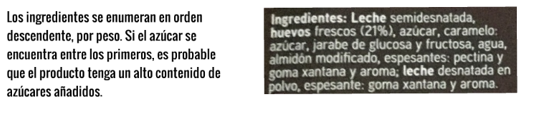 Los ingredientes se enumeran en orden
descendente, por peso. Si el azúcar se
encuentra entre los primeros, es probable
que el producto tenga un alto contenido de
azúcares añadidos.
Ingredientes: Leche semidesnatada,
huevos frescos (21%), azúcar, caramelo:
azúcar, jarabe de glucosa y fructosa, agua,
almidón modificado, espesantes: pectina y
goma xantana y aroma; leche desnatada en
polvo, espesante: goma xantana y aroma.